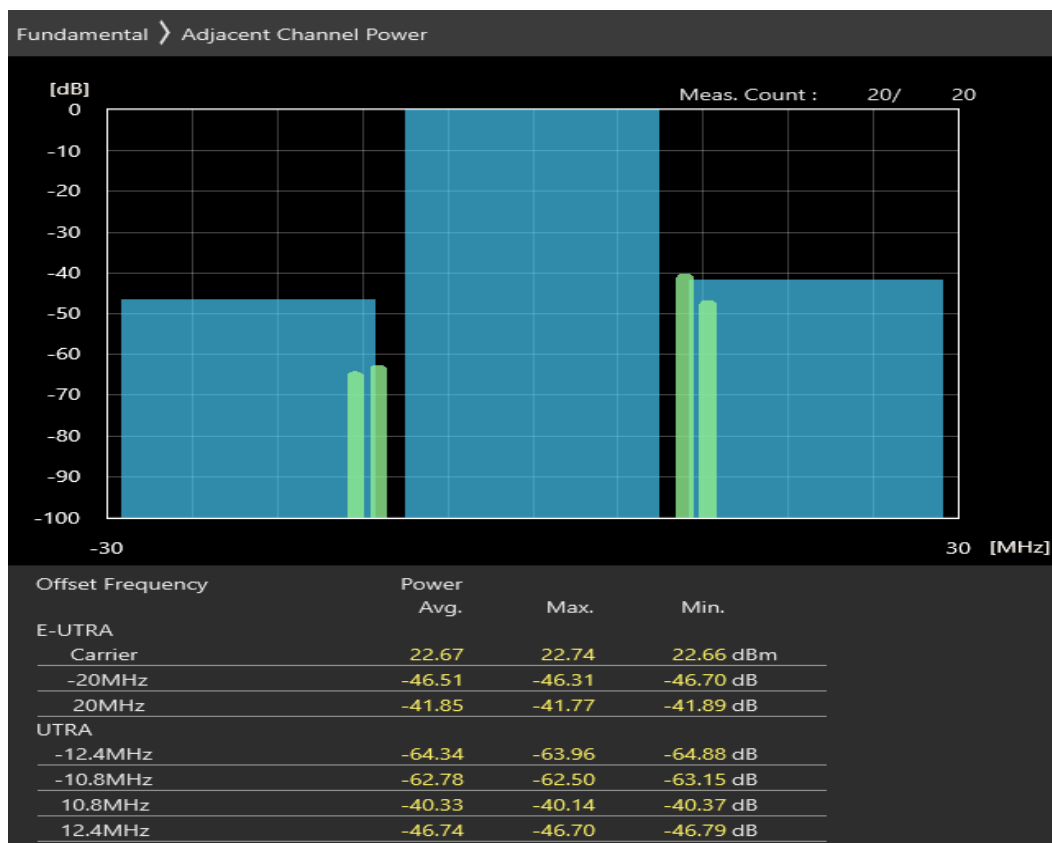 Fundamental 〉 Adjacent Channel Power
[dB]
Meas. Count : 20/ 20
0
-10
-20
-30
-40
-50
-60
-70
-80
-90
-100
-30 30 [MHz]
Offset Frequency Power
Avg. Max. Min.
E-UTRA
Carrier 22.67 22.74 22.66 dBm
-20MHz -46.51 -46.31 -46.70 dB
20MHz -41.85 -41.77 -41.89 dB
UTRA
-12.4MHz -64.34 -63.96 -64.88 dB
-10.8MHz -62.78 -62.50 -63.15 dB
10.8MHz -40.33 -40.14 -40.37 dB
12.4MHz -46.74 -46.70 -46.79 dB